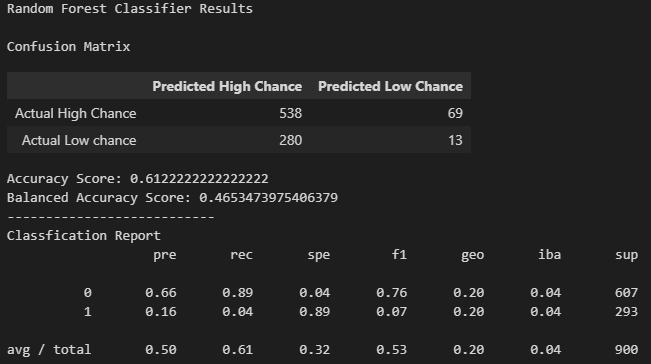 Random Forest Classifier Results
Confusion Matrix
Predicted High Chance Predicted Low Chance
Actual High Chance 538 69
Actual Low chance 280 13
Accuracy Score: 0.6122222222222222
Balanced Accuracy Score: 0.4653473975406379
---------------------------
Classfication Report
pre rec spe f1 geo iba sup
0 0.66 0.89 0.04 0.76 0.20 0.04 607
1 0.16 0.04 0.89 0.07 0.20 0.04 293
avg / total 0.50 0.61 0.32 0.53 0.20 0.04 900